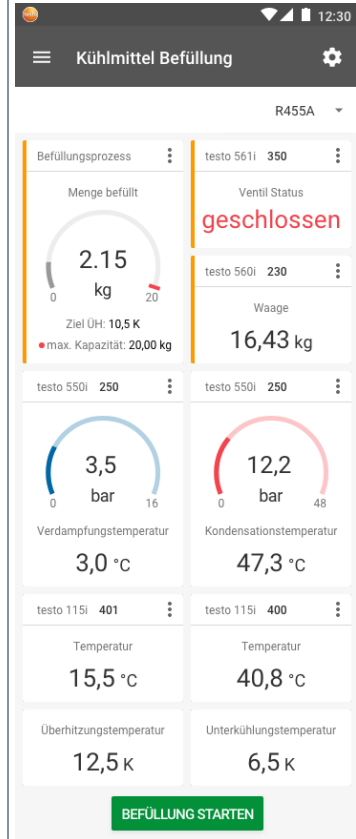 12:30
Kühlmittel Befüllung
R455A
Befüllungsprozess
Menge befüllt
2.15
kg
0
20
Ziel ÜH: 10,5 K
max. Kapazität: 20,00 kg
testo 561i 350
Ventil Status
geschlossen
testo 560i 230
Waage
16,43 kg
testo 550i 250
3,5
bar
0
16
Verdampfungstemperatur
3,0 °C
testo 550i 250
12,2
bar
0
48
Kondensationstemperatur
47,3 °C
testo 115i 401
Temperatur
15,5 °C
testo 115i 400
Temperatur
40,8 °C
Überhitzungstemperatur
12,5 K
Unterkühlungstemperatur
6,5 K
BEFÜLLUNG STARTEN